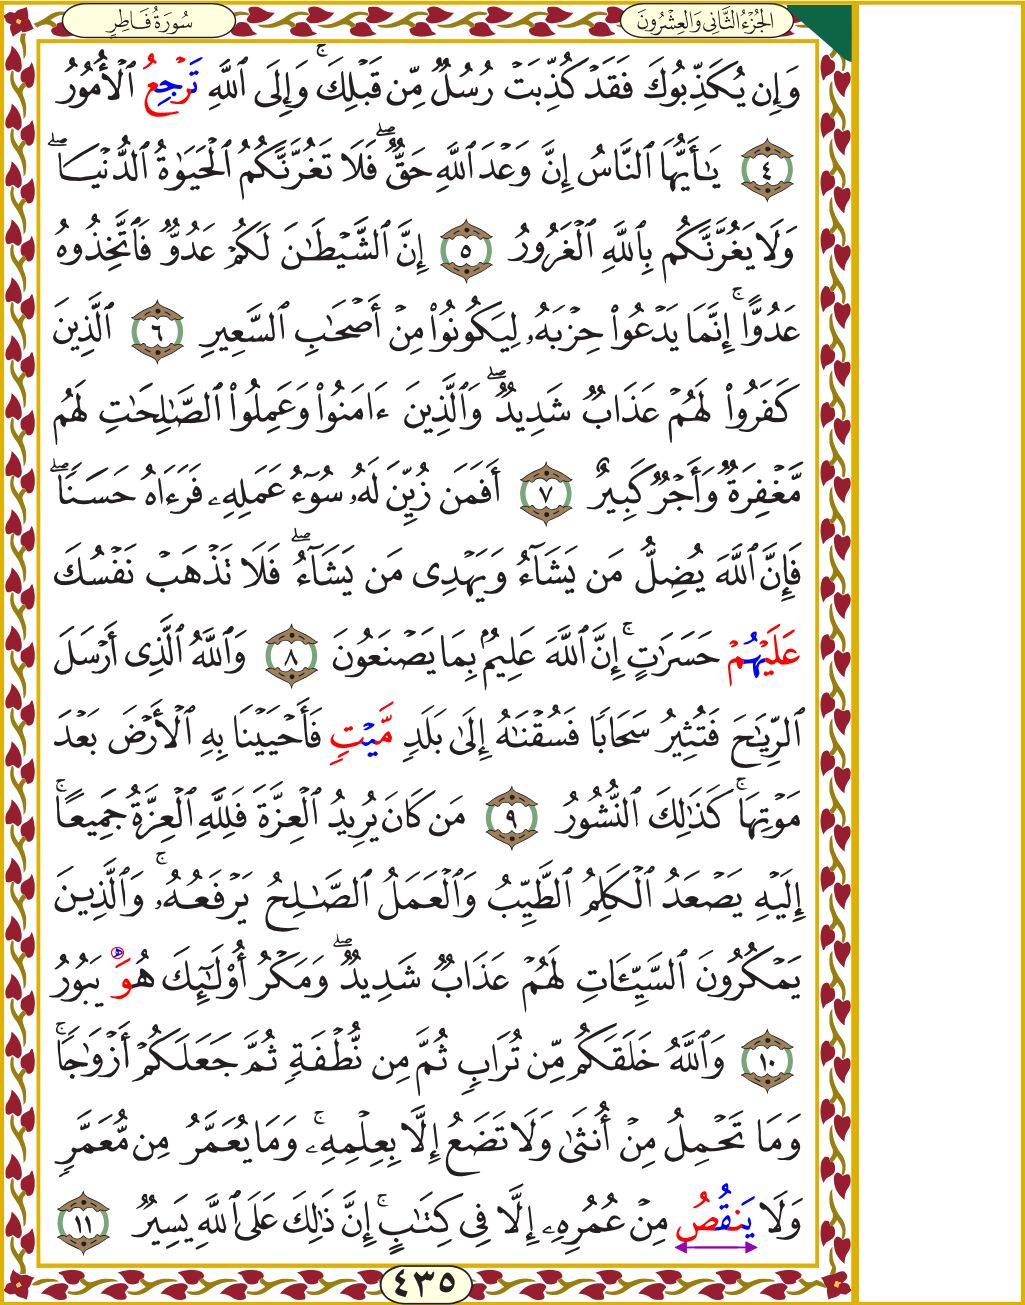 الجُزْءُ الثَّانِي وَالعِشْرُونَ
سُورَةُ فَاطِرٍ
وَإِن يُكَذِّبُوكَ فَقَدۡ كُذِّبَتۡ رُسُلٞ مِّن قَبۡلِكَۚ وَإِلَى ٱللَّهِ تَرۡجِعُ ٱلۡأُمُورُ
٤ يَٰٓأَيُّهَا ٱلنَّاسُ إِنَّ وَعۡدَ ٱللَّهِ حَقّٞۖ فَلَا تَغُرَّنَّكُمُ ٱلۡحَيَوٰةُ ٱلدُّنۡيَاۖ
وَلَا يَغُرَّنَّكُم بِٱللَّهِ ٱلۡغَرُورُ ٥ إِنَّ ٱلشَّيۡطَٰنَ لَكُمۡ عَدُوّٞ فَٱتَّخِذُوهُ
عَدُوًّاۚ إِنَّمَا يَدۡعُواْ حِزۡبَهُۥ لِيَكُونُواْ مِنۡ أَصۡحَٰبِ ٱلسَّعِيرِ ٦ ٱلَّذِينَ
كَفَرُواْ لَهُمۡ عَذَابٞ شَدِيدٞۖ وَٱلَّذِينَ ءَامَنُواْ وَعَمِلُواْ ٱلصَّٰلِحَٰتِ لَهُم
مَّغۡفِرَةٞ وَأَجۡرٞ كَبِيرٌ ٧ أَفَمَن زُيِّنَ لَهُۥ سُوٓءُ عَمَلِهِۦ فَرَءَاهُ حَسَنٗاۖ
فَإِنَّ ٱللَّهَ يُضِلُّ مَن يَشَآءُ وَيَهۡدِي مَن يَشَآءُۖ فَلَا تَذۡهَبۡ نَفۡسُكَ
عَلَيۡهُمۡ حَسَرَٰتٍۚ إِنَّ ٱللَّهَ عَلِيمُۢ بِمَا يَصۡنَعُونَ ٨ وَٱللَّهُ ٱلَّذِيٓ أَرۡسَلَ
ٱلرِّيَٰحَ فَتُثِيرُ سَحَابٗا فَسُقۡنَٰهُ إِلَىٰ بَلَدٖ مَّيۡتٖ فَأَحۡيَيۡنَا بِهِ ٱلۡأَرۡضَ بَعۡدَ
مَوۡتِهَاۚ كَذَٰلِكَ ٱلنُّشُورُ ٩ مَن كَانَ يُرِيدُ ٱلۡعِزَّةَ فَلِلَّهِ ٱلۡعِزَّةُ جَمِيعًاۚ
إِلَيۡهِ يَصۡعَدُ ٱلۡكَلِمُ ٱلطَّيِّبُ وَٱلۡعَمَلُ ٱلصَّٰلِحُ يَرۡفَعُهُۥۚ وَٱلَّذِينَ
يَمۡكُرُونَ ٱلسَّيِّـَٔاتِ لَهُمۡ عَذَابٞ شَدِيدٞۖ وَمَكۡرُ أُوْلَٰٓئِكَ هُوَ يَبُورُ
١٠ وَٱللَّهُ خَلَقَكُم مِّن تُرَابٖ ثُمَّ مِن نُّطۡفَةٖ ثُمَّ جَعَلَكُمۡ أَزۡوَٰجٗاۚ
وَمَا تَحۡمِلُ مِنۡ أُنثَىٰ وَلَا تَضَعُ إِلَّا بِعِلۡمِهِۦۚ وَمَا يُعَمَّرُ مِن مُّعَمَّرٖ
وَلَا يَنقُصُ مِنۡ عُمُرِهِۦٓ إِلَّا فِي كِتَٰبٍۚ إِنَّ ذَٰلِكَ عَلَى ٱللَّهِ يَسِيرٞ ١١
٤٣٥